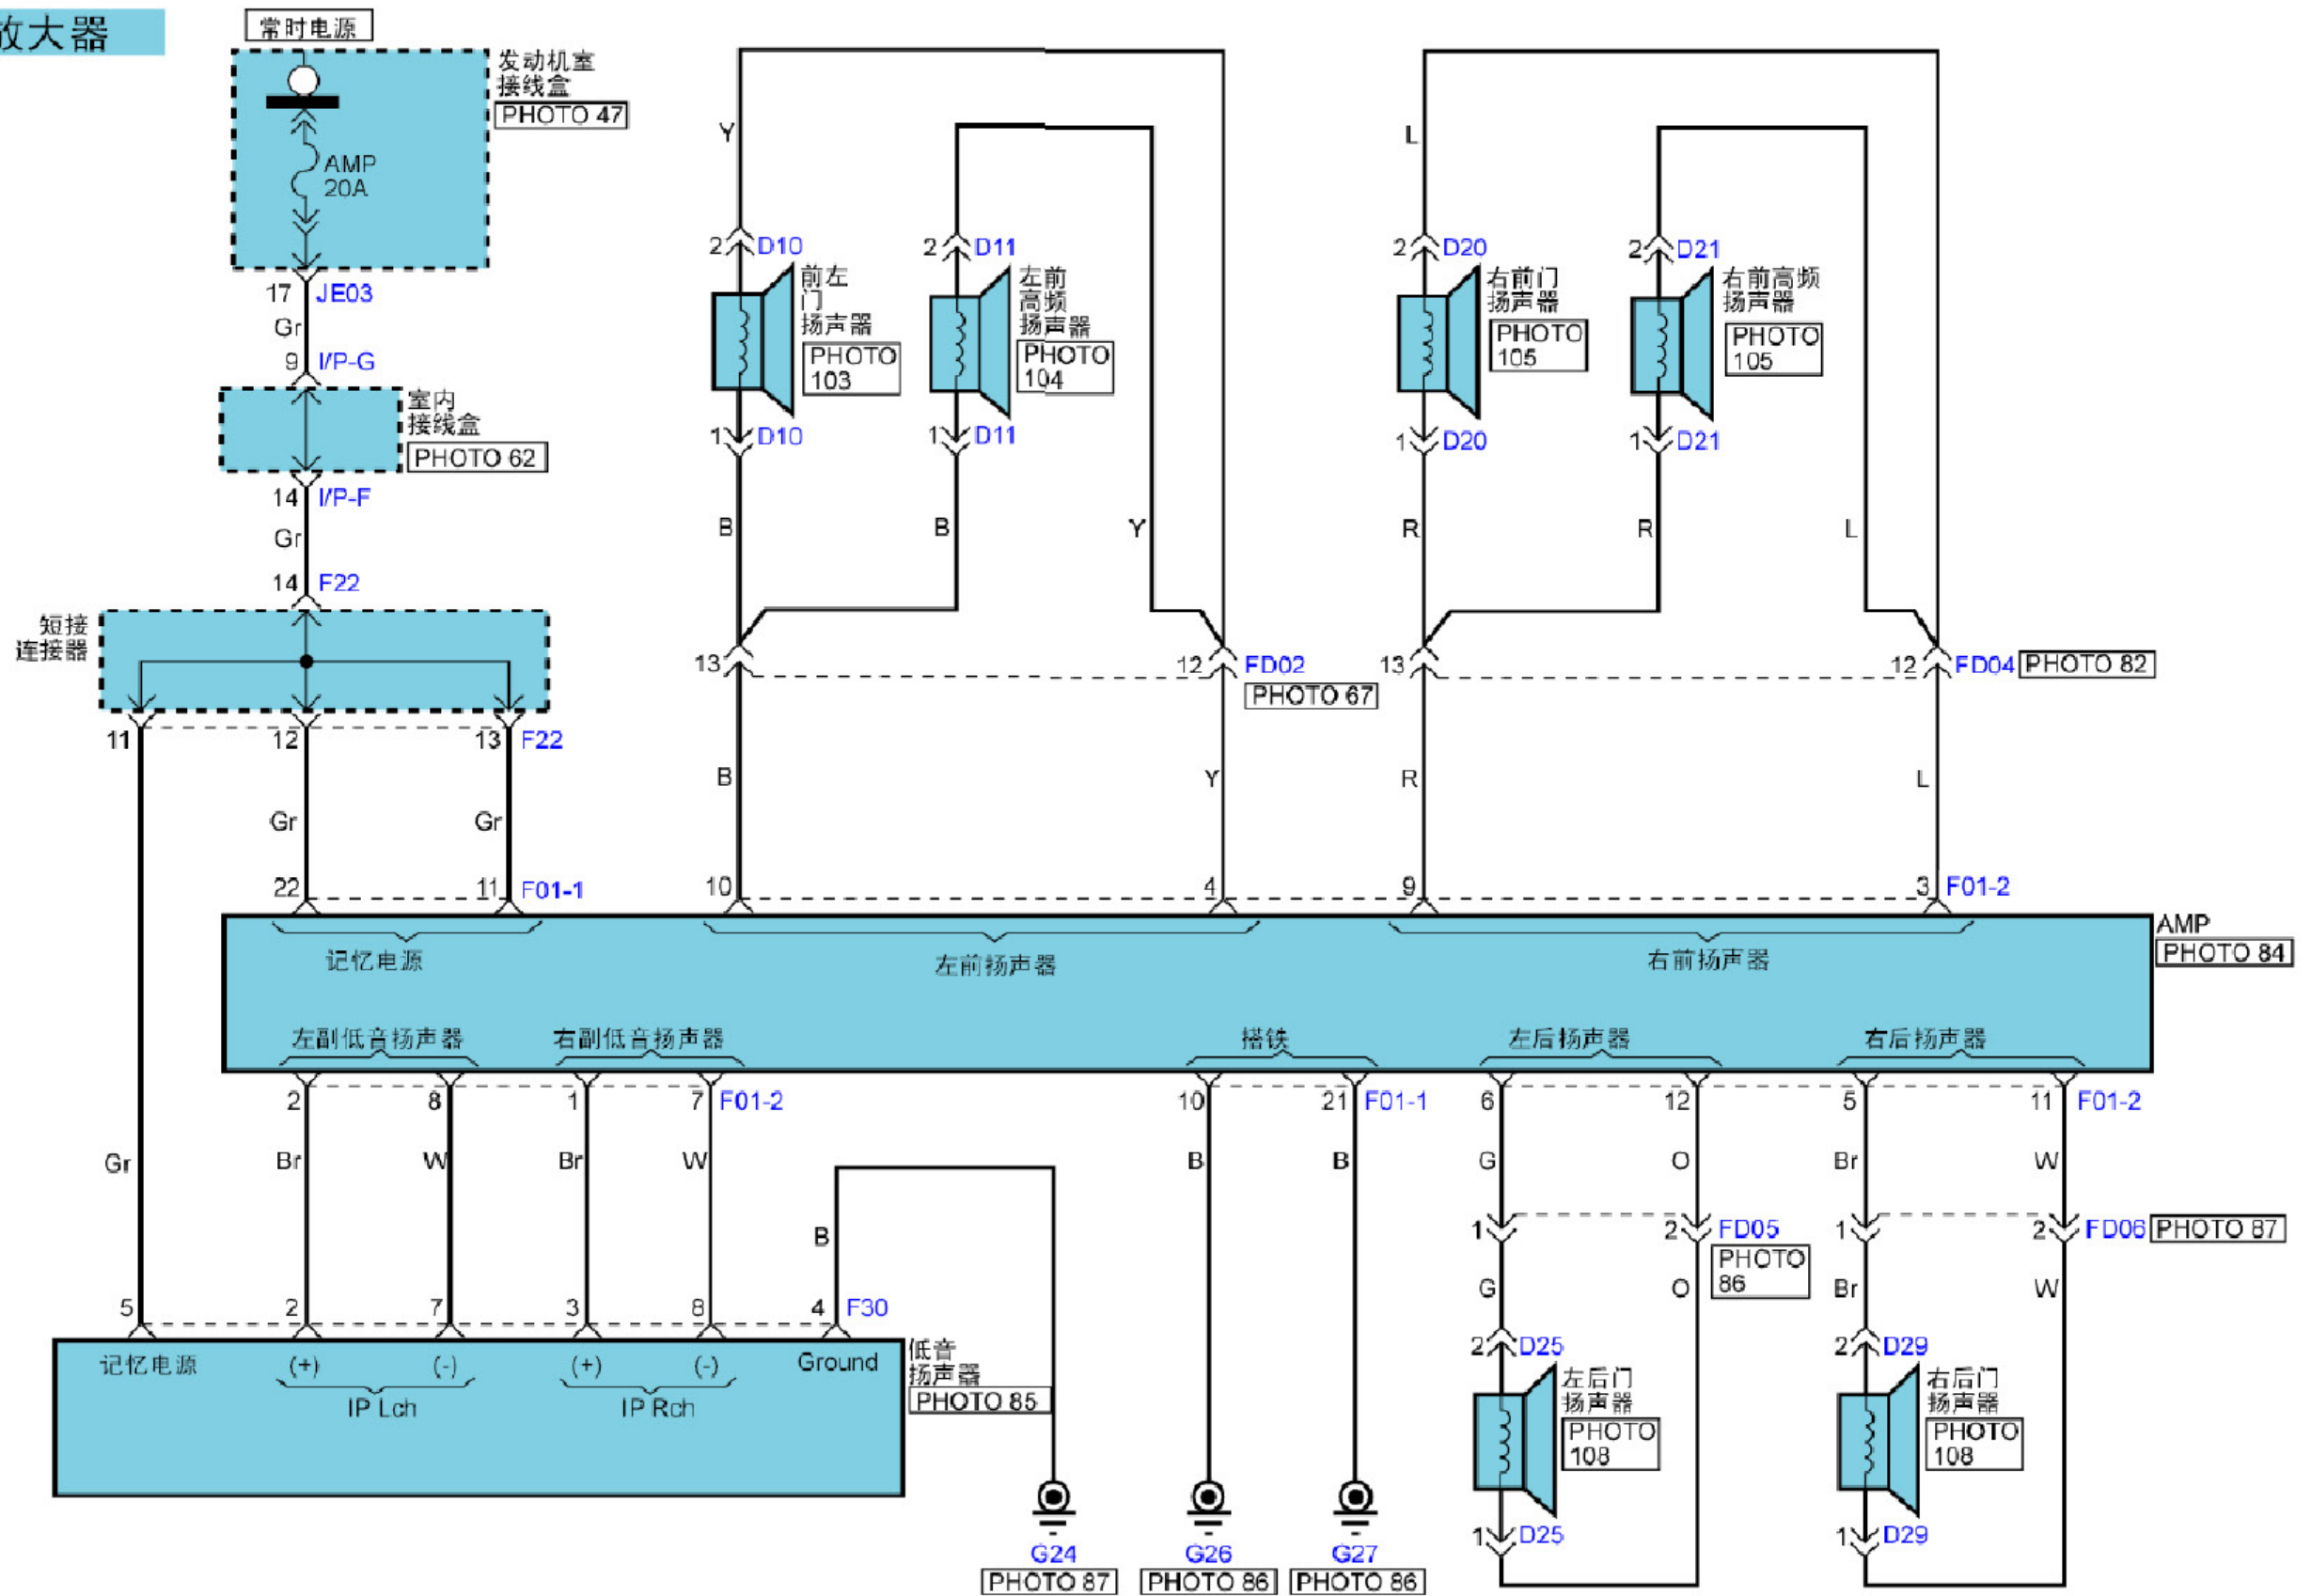 放大器
常时电源
发动机室
接线盒
PHOTO 47
AMP
20A
17 JE03
Gr
9 I/P-G
室内
接线盒
PHOTO 62
14 I/P-F
Gr
14 F22
短接
连接器
11 12 13 F22
Gr Gr
22 11 F01-1
Y
2 D10
前左
门
扬声器
PHOTO
103
1 D10
B
2 D11
左前
高频
扬声器
PHOTO
104
1 D11
B
Y
13 12 FD02
PHOTO 67
B Y
10 4
L
2 D20
右前门
扬声器
PHOTO
105
1 D20
R
2 D21
右前高频
扬声器
PHOTO
105
1 D21
R
L
13 12 FD04 PHOTO 82
R L
9 3 F01-2
AMP
PHOTO 84
记忆电源 左前扬声器 右前扬声器
左副低音扬声器 右副低音扬声器 搭铁 左后扬声器 右后扬声器
2 8 1 7 F01-2 10 21 F01-1 6 12 5 11 F01-2
Gr Br W Br W B B G O Br W
B
1 2 FD05
PHOTO
86
1 2 FD06 PHOTO 87
G O Br W
5 2 7 3 8 4 F30
记忆电源 (+) (-) (+) (-) Ground
IP Lch IP Rch
低音
扬声器
PHOTO 85
2 D25
左后门
扬声器
PHOTO
108
1 D25
2 D29
右后门
扬声器
PHOTO
108
1 D29
G24 G26 G27
PHOTO 87 PHOTO 86 PHOTO 86